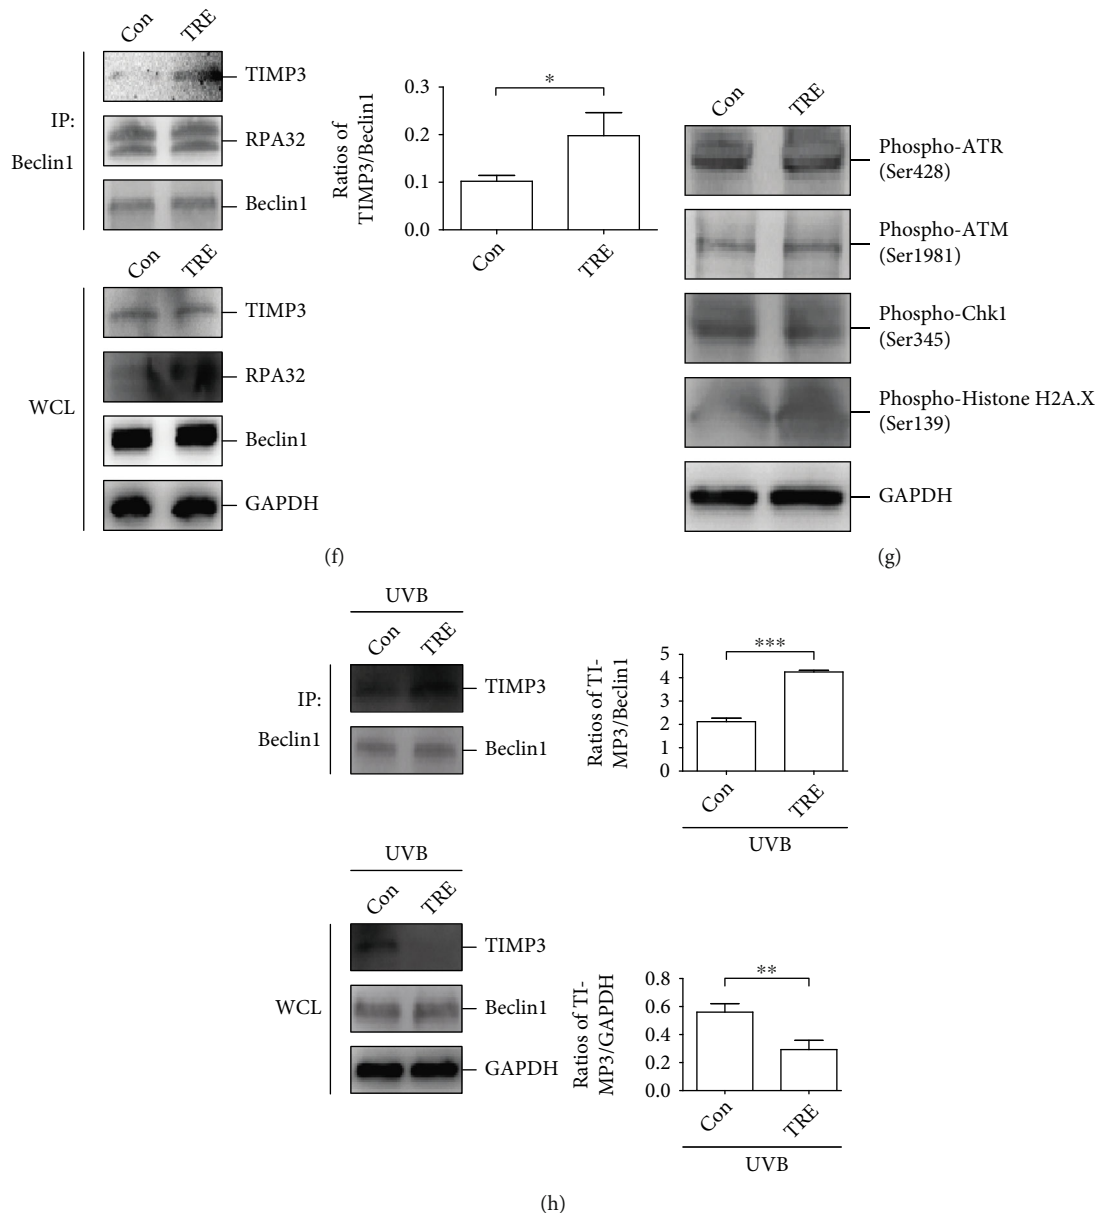 Con TRE
TIMP3
IP:
RPA32
Beclin1
Beclin1
Con TRE
TIMP3
RPA32
WCL
Beclin1
GAPDH
*
0.3
0.2
0.1
0.0
Ratios of
TIMP3/Beclin1
Con TRE
(f)
Con TRE
Phospho-ATR
(Ser428)
Phospho-ATM
(Ser1981)
Phospho-Chk1
(Ser345)
Phospho-Histone H2A.X
(Ser139)
GAPDH
(g)
UVB
Con TRE
TIMP3
IP:
Beclin1
Beclin1
***
5
4
3
2
1
0
Ratios of TI-
MP3/Beclin1
Con TRE
UVB
UVB
Con TRE
TIMP3
WCL
Beclin1
GAPDH
**
0.8
0.6
0.4
0.2
0.0
Ratios of TI-
MP3/GAPDH
Con TRE
UVB
(h)